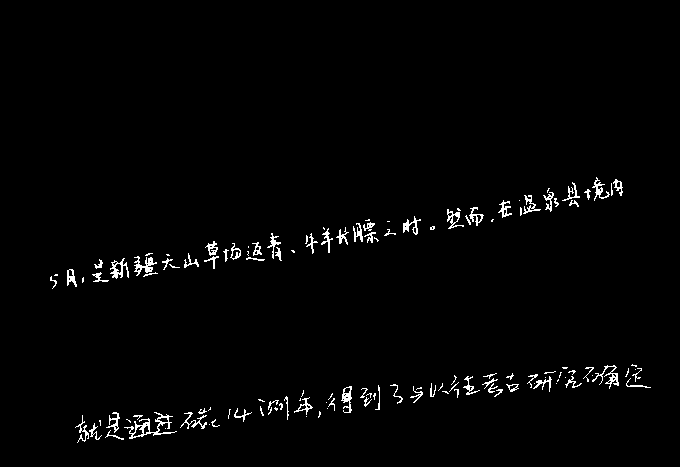 5月,是新疆天山草场返青、牛羊长膘之时。然而,在温泉县境内
就是通过碳14测年,得到了与以往考古研究确定